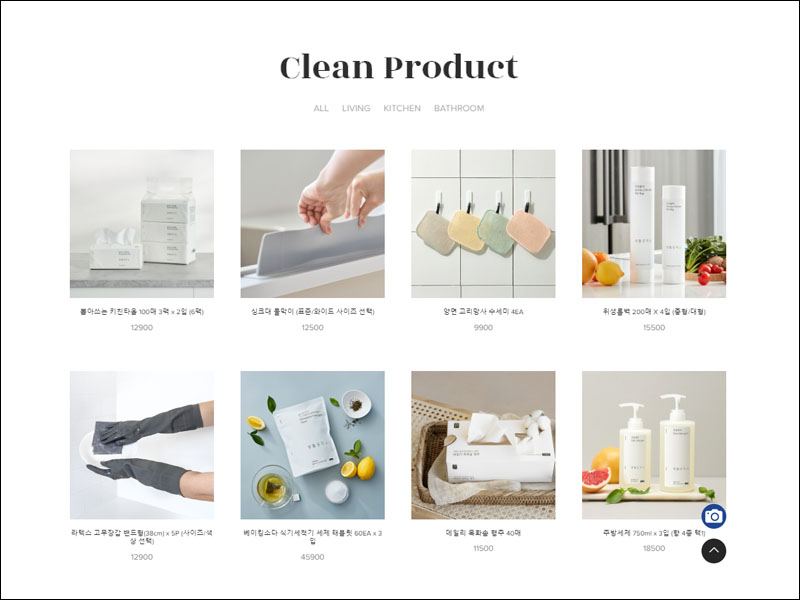 Clean Product
ALL LIVING KITCHEN BATHROOM
뽑아쓰는 키친타올 100매 3팩 x 2입 (6팩)
12900
싱크대 물막이 (표준/와이드 사이즈 선택)
12500
양면 고리망사 수세미 4EA
9900
위생롤백 200매 X 4입 (중형/대형)
15500
라텍스 고무장갑 밴드형(38cm) x 5P (사이즈/색
상 선택)
12900
베이킹소다 식기세척기 세제 태블릿 60EA x 3
입
45900
데일리 목화솜 행주 40매
11500
주방세제 750ml x 3입 (향 4종 택1)
18500